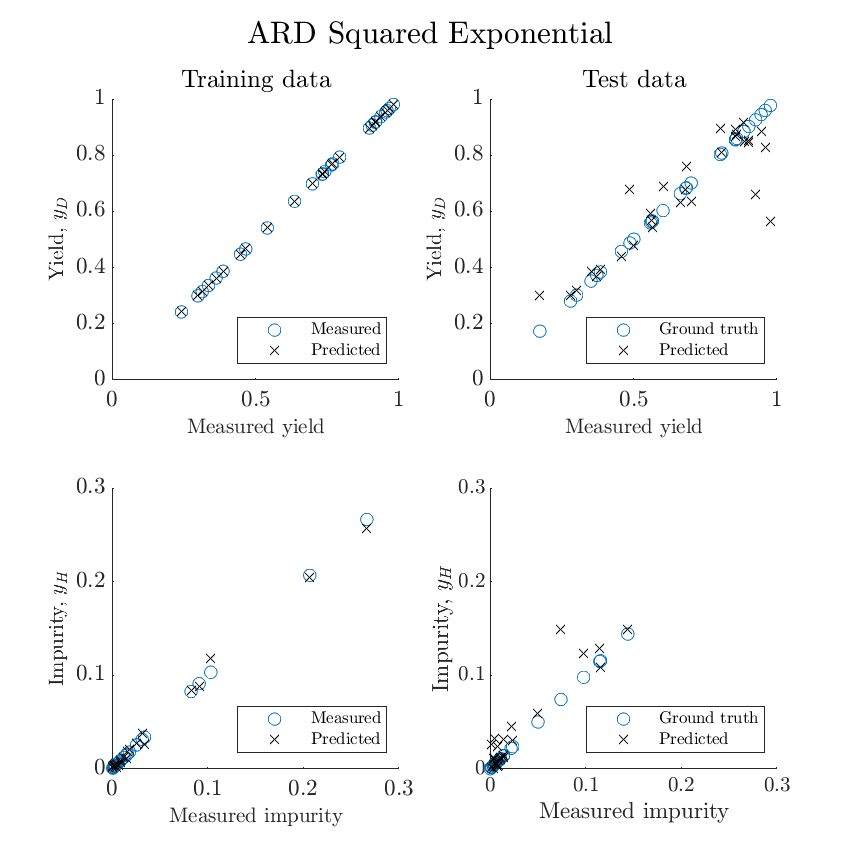 ARD Squared Exponential
Training data
Yield, y_D
1
0.8
0.6
0.4
0.2
0
0
0.5
1
Measured
Predicted
Measured yield
Test data
Yield, y_D
1
0.8
0.6
0.4
0.2
0
0
0.5
1
Ground truth
Predicted
Measured yield
Impurity, y_H
0.3
0.2
0.1
0
0
0.1
0.2
0.3
Measured
Predicted
Measured impurity
Impurity, y_H
0.3
0.2
0.1
0
0
0.1
0.2
0.3
Ground truth
Predicted
Measured impurity